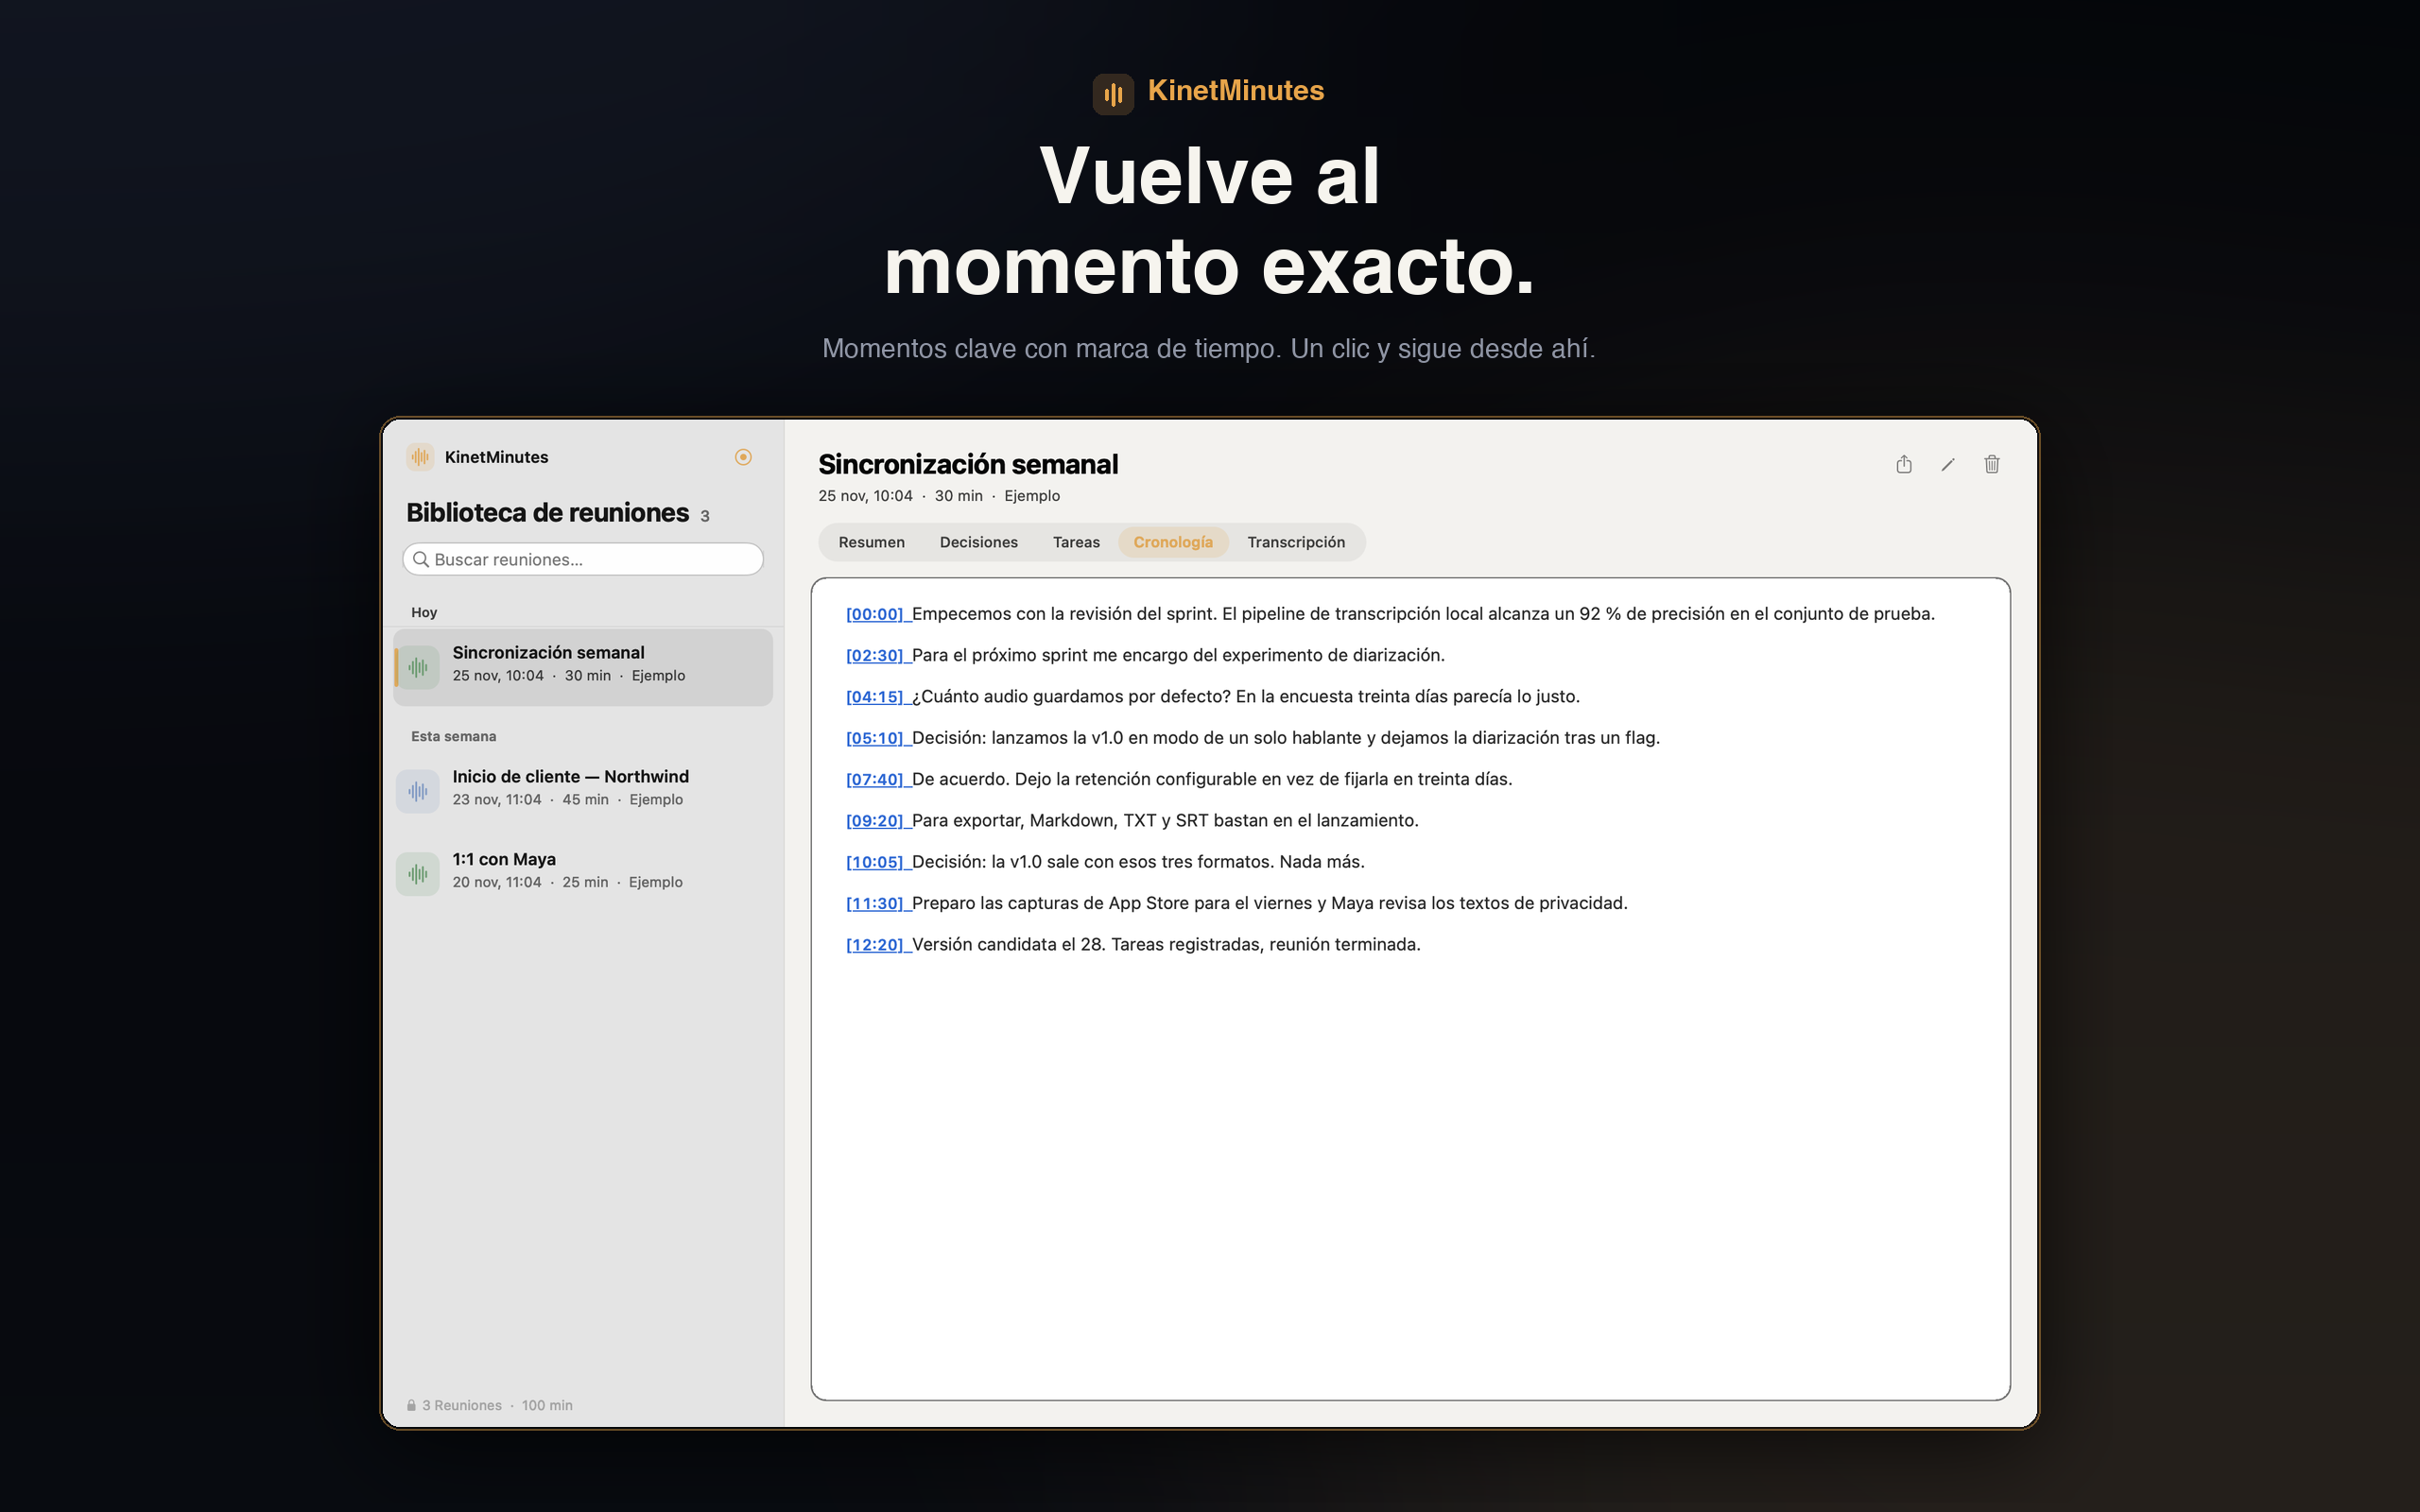 KinetMinutes
Vuelve al
momento exacto.
Momentos clave con marca de tiempo. Un clic y sigue desde ahí.
KinetMinutes
Biblioteca de reuniones 3
Buscar reuniones...
Hoy
Sincronización semanal
25 nov, 10:04 · 30 min · Ejemplo
Esta semana
Inicio de cliente — Northwind
23 nov, 11:04 · 45 min · Ejemplo
1:1 con Maya
20 nov, 11:04 · 25 min · Ejemplo
3 Reuniones · 100 min
Sincronización semanal
25 nov, 10:04 · 30 min · Ejemplo
Resumen Decisiones Tareas Cronología Transcripción
[00:00] Empecemos con la revisión del sprint. El pipeline de transcripción local alcanza un 92 % de precisión en el conjunto de prueba.
[02:30] Para el próximo sprint me encargo del experimento de diarización.
[04:15] ¿Cuánto audio guardamos por defecto? En la encuesta treinta días parecía lo justo.
[05:10] Decisión: lanzamos la v1.0 en modo de un solo hablante y dejamos la diarización tras un flag.
[07:40] De acuerdo. Dejo la retención configurable en vez de fijarla en treinta días.
[09:20] Para exportar, Markdown, TXT y SRT bastan en el lanzamiento.
[10:05] Decisión: la v1.0 sale con esos tres formatos. Nada más.
[11:30] Preparo las capturas de App Store para el viernes y Maya revisa los textos de privacidad.
[12:20] Versión candidata el 28. Tareas registradas, reunión terminada.